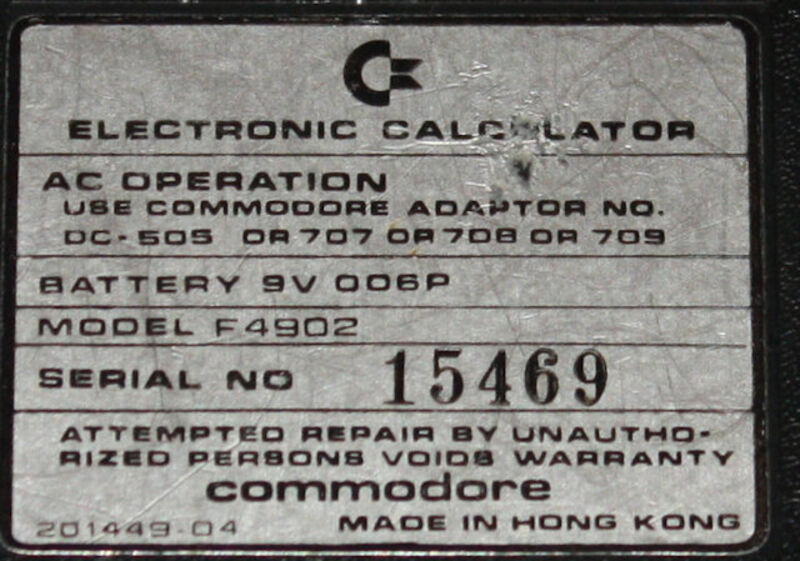 ELECTRONIC CALCULATOR
AC OPERATION
USE COMMODORE ADAPTOR NO.
DC-505 OR 707 OR 708 OR 709
BATTERY 9V 006P
MODEL F4902
SERIAL NO 15469
ATTEMPTED REPAIR BY UNAUTHO-
RIZED PERSONS VOIDS WARRANTY
commodore
201449-04 MADE IN HONG KONG